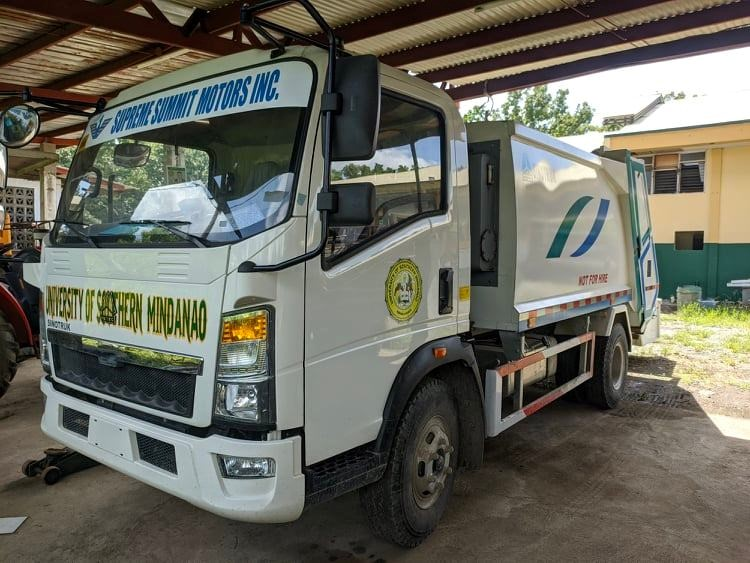 SUPREME SUMMIT MOTORS INC.
UNIVERSITY OF SOUTHERN MINDANAO
SINOTRUK
NOT FOR HIRE